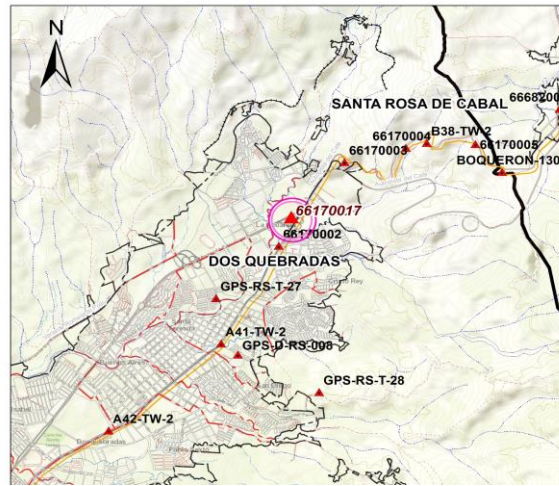 N
SANTA ROSA DE CABAL
6668200
66170004
B38-TW-2
66170003
66170005
BOQUERON-130
66170017
66170002
DOS QUEBRADAS
GPS-RS-T-27
A41-TW-2
GPS-D-RS-008
GPS-RS-T-28
A42-TW-2